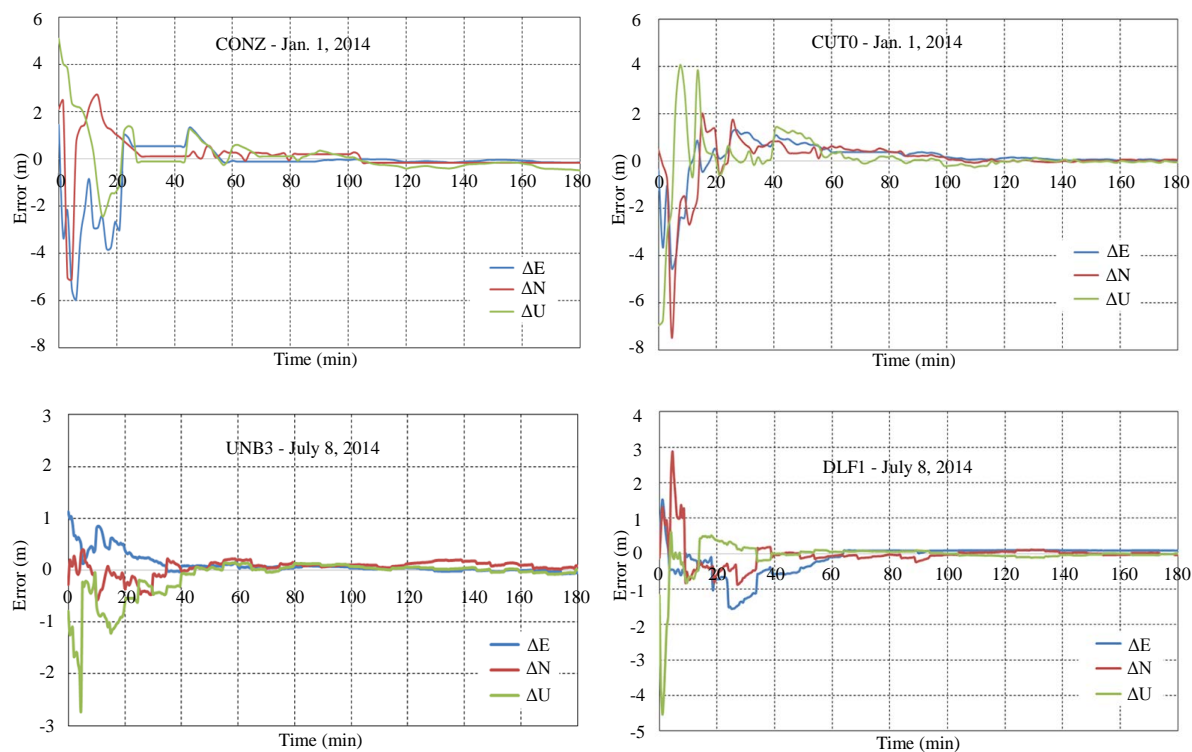 CONZ - Jan. 1, 2014
Error (m)
6
4
2
0
-2
-4
-6
-8
0 20 40 60 80 100 120 140 160 180
Time (min)
ΔE
ΔN
ΔU
CUT0 - Jan. 1, 2014
Error (m)
6
4
2
0
-2
-4
-6
-8
0 20 40 60 80 100 120 140 160 180
Time (min)
ΔE
ΔN
ΔU
UNB3 - July 8, 2014
Error (m)
3
2
1
0
-1
-2
-3
0 20 40 60 80 100 120 140 160 180
Time (min)
ΔE
ΔN
ΔU
DLF1 - July 8, 2014
Error (m)
4
3
2
1
0
-1
-2
-3
-4
-5
0 20 40 60 80 100 120 140 160 180
Time (min)
ΔE
ΔN
ΔU